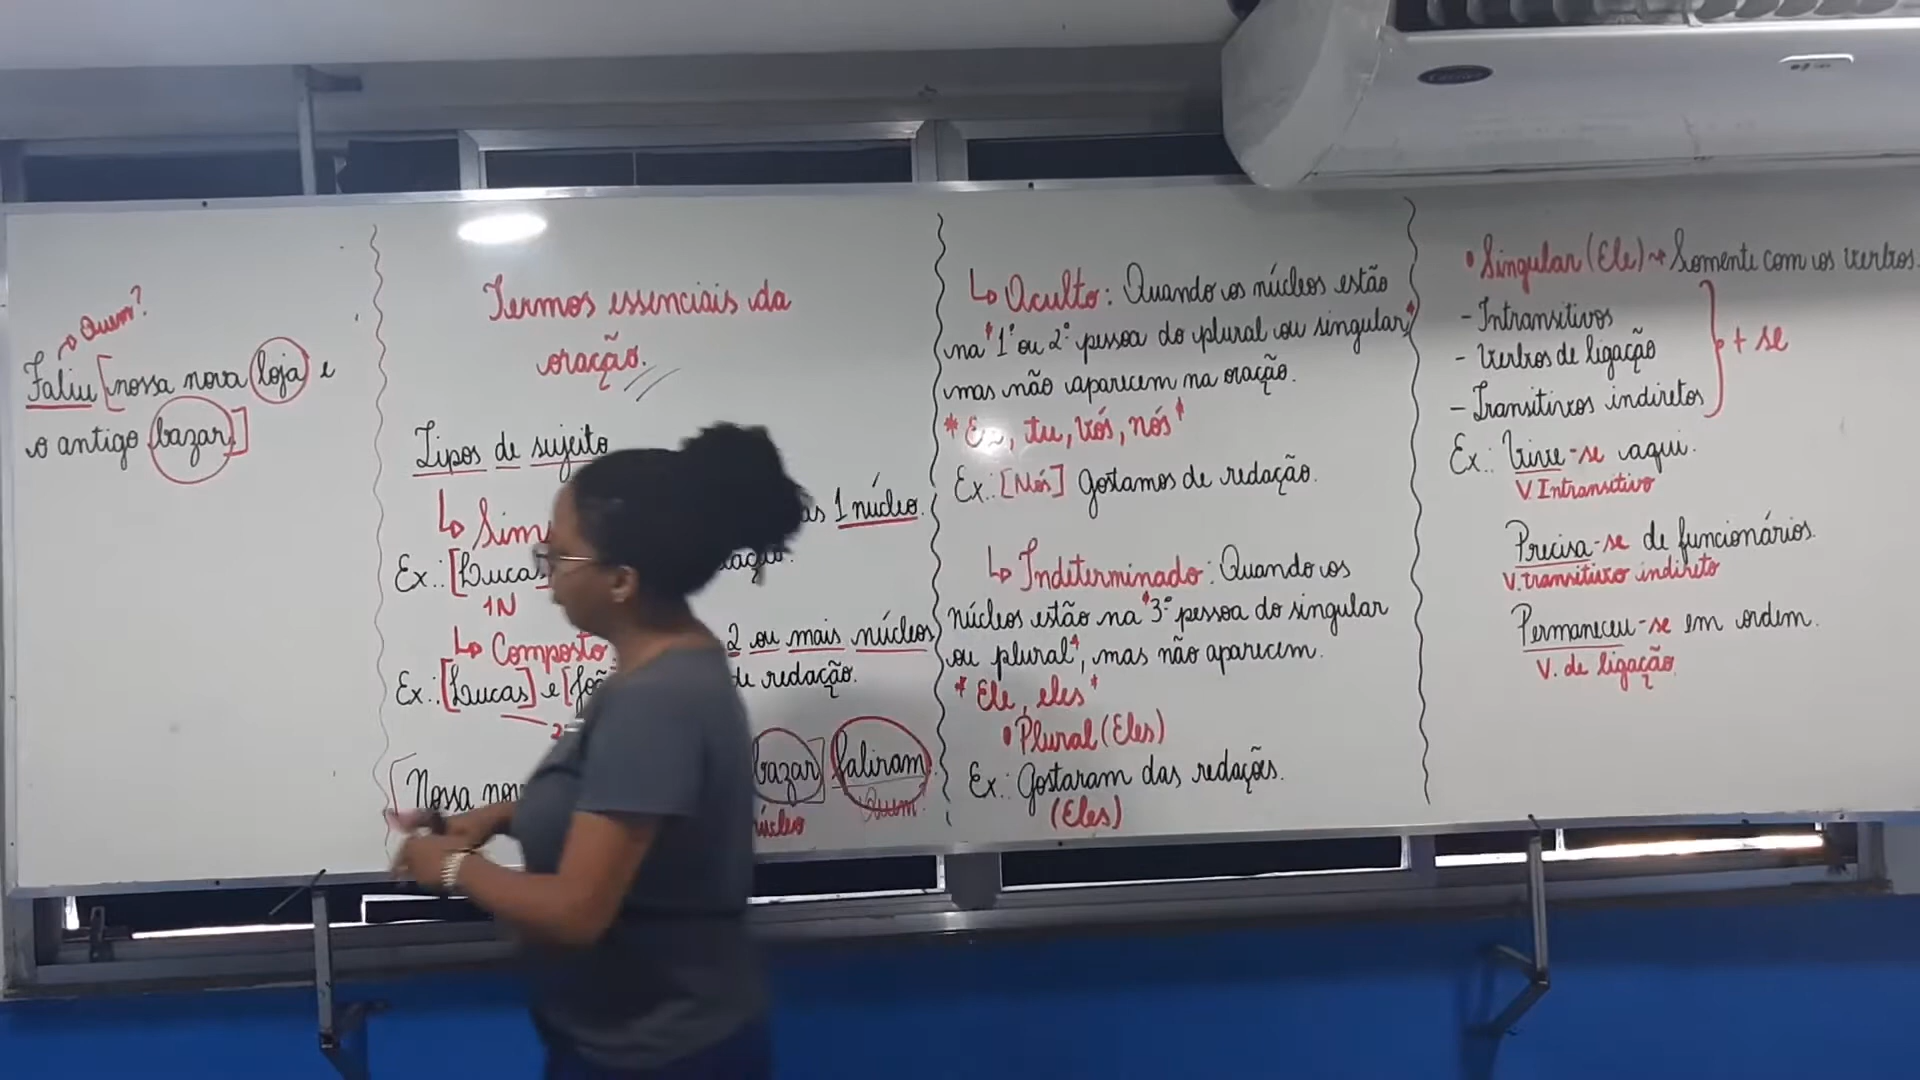 Quem?
Faliu [nossa nova loja e
o antigo bazar]
Termos essenciais da
oração.
Tipos de sujeito
↳ Sim 1 núcleo.
Ex.: [Lucas
1N
↳ Composto 2 ou mais núcleos
Ex.: [Lucas] e [Joã de redação.
[Nossa nov bazar] faliram.
núcleo Quem?
↳ Oculto: Quando os núcleos estão
na *1ª ou 2ª pessoa do plural ou singular,*
mas não aparecem na oração.
*Eu, tu, vós, nós*
Ex.: [Nós] gostamos de redação.
↳ Indeterminado: Quando os
núcleos estão na *3ª pessoa do singular
ou plural*, mas não aparecem.
*Ele, eles*
• Plural (Eles)
Ex.: Gostaram das redações.
(Eles)
• Singular (Ele) → Somente com os verbos.
- Intransitivos
- Verbos de ligação
- Transitivos indiretos
+ se
Ex.: Vive-se aqui.
V. Intransitivo
Precisa-se de funcionários.
V. transitivo indireto
Permaneceu-se em ordem.
V. de ligação